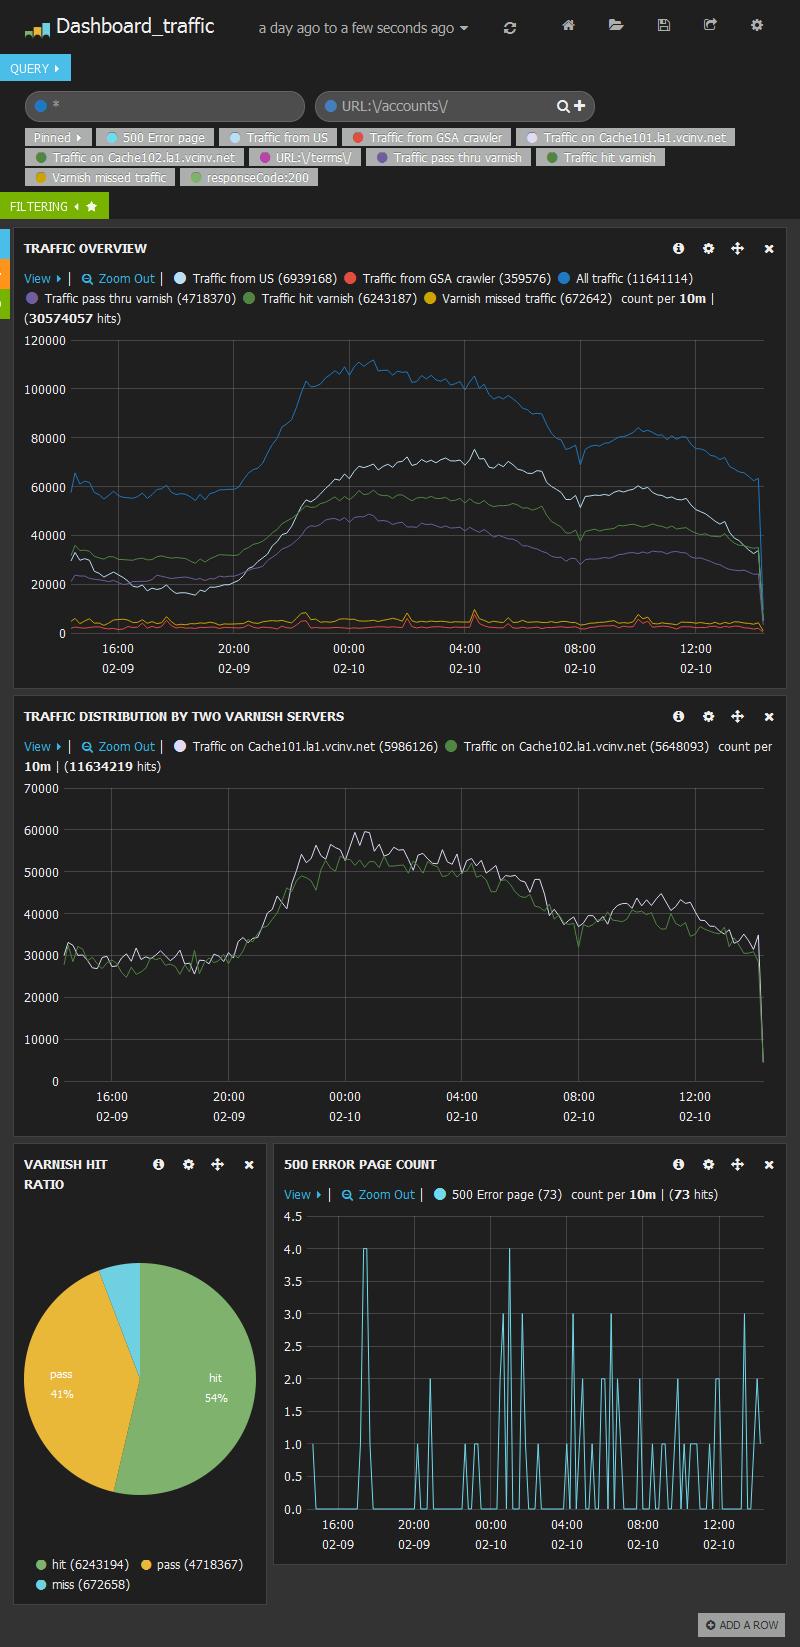 Dashboard_traffic a day ago to a few seconds ago
QUERY
* URL:\/accounts\/
Pinned 500 Error page Traffic from US Traffic from GSA crawler Traffic on Cache101.la1.vcinv.net
Traffic on Cache102.la1.vcinv.net URL:\/terms\/ Traffic pass thru varnish Traffic hit varnish
Varnish missed traffic responseCode:200
FILTERING
TRAFFIC OVERVIEW
View | Zoom Out | Traffic from US (6939168) Traffic from GSA crawler (359576) All traffic (11641114)
Traffic pass thru varnish (4718370) Traffic hit varnish (6243187) Varnish missed traffic (672642) count per 10m |
(30574057 hits)
120000
100000
80000
60000
40000
20000
0
16:00 20:00 00:00 04:00 08:00 12:00
02-09 02-09 02-10 02-10 02-10 02-10
TRAFFIC DISTRIBUTION BY TWO VARNISH SERVERS
View | Zoom Out | Traffic on Cache101.la1.vcinv.net (5986126) Traffic on Cache102.la1.vcinv.net (5648093) count per
10m | (11634219 hits)
70000
60000
50000
40000
30000
20000
10000
0
16:00 20:00 00:00 04:00 08:00 12:00
02-09 02-09 02-10 02-10 02-10 02-10
VARNISH HIT
RATIO
pass
41%
hit
54%
hit (6243194) pass (4718367)
miss (672658)
500 ERROR PAGE COUNT
View | Zoom Out | 500 Error page (73) count per 10m | (73 hits)
4.5
4.0
3.5
3.0
2.5
2.0
1.5
1.0
0.5
0.0
16:00 20:00 00:00 04:00 08:00 12:00
02-09 02-09 02-10 02-10 02-10 02-10
ADD A ROW